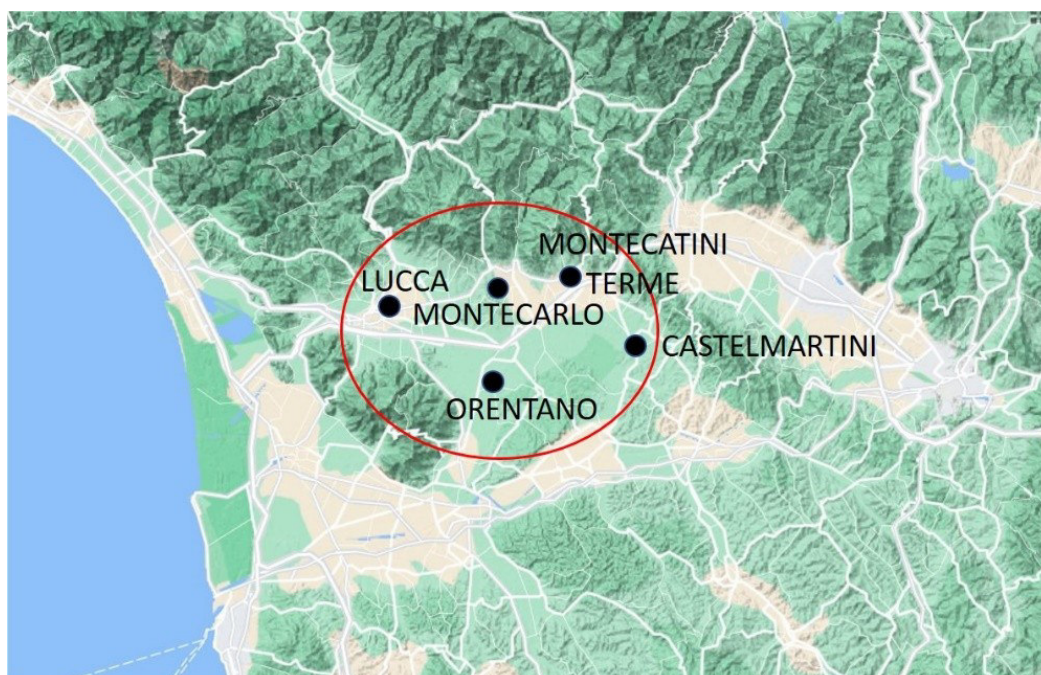 MONTECATINI
TERME
LUCCA
MONTECARLO
CASTELMARTINI
ORENTANO